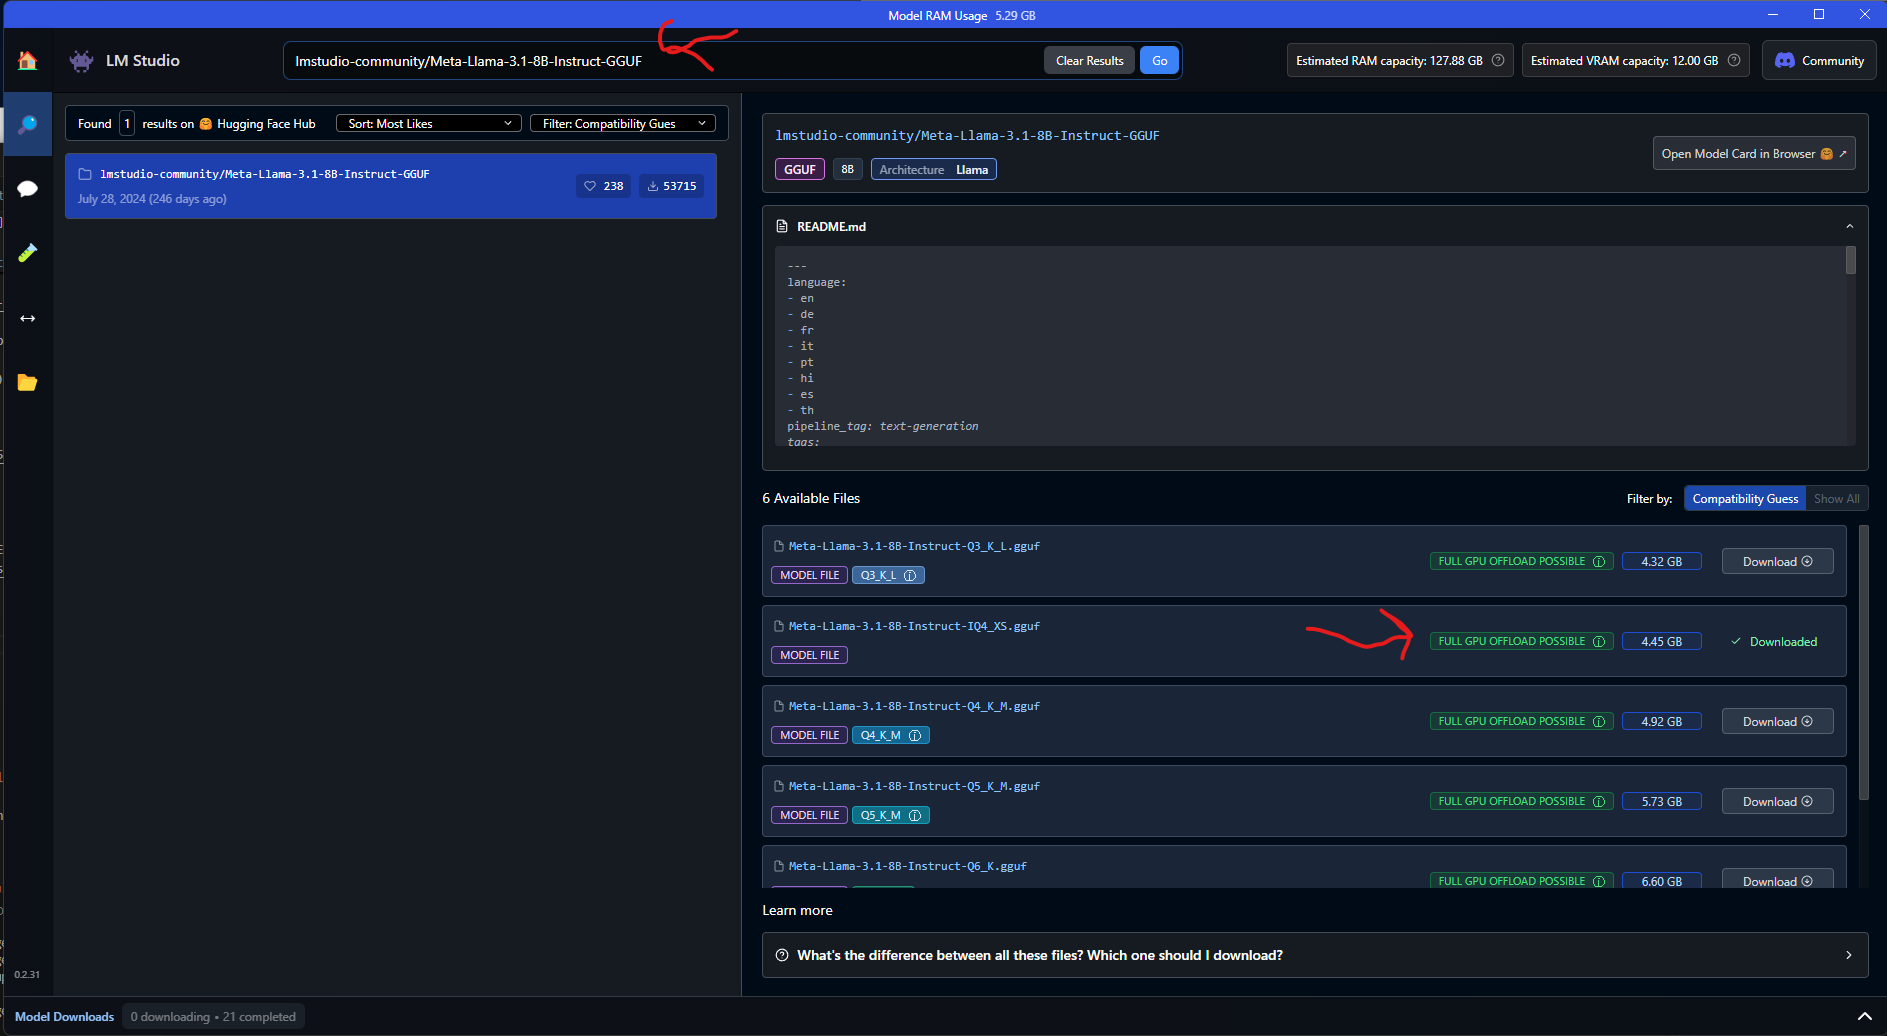 Model RAM Usage 5.29 GB
LM Studio
lmstudio-community/Meta-Llama-3.1-8B-Instruct-GGUF
Clear Results
Go
Estimated RAM capacity: 127.88 GB
Estimated VRAM capacity: 12.00 GB
Community
Found 1 results on 🤗 Hugging Face Hub
Sort: Most Likes
Filter: Compatibility Gues
lmstudio-community/Meta-Llama-3.1-8B-Instruct-GGUF
July 28, 2024 (246 days ago)
238
53715
lmstudio-community/Meta-Llama-3.1-8B-Instruct-GGUF
GGUF
8B
Architecture Llama
Open Model Card in Browser 🤗 ↗
README.md
---
language:
- en
- de
- fr
- it
- pt
- hi
- es
- th
pipeline_tag: text-generation
tags:
6 Available Files
Filter by:
Compatibility Guess
Show All
Meta-Llama-3.1-8B-Instruct-Q3_K_L.gguf
MODEL FILE
Q3_K_L
FULL GPU OFFLOAD POSSIBLE
4.32 GB
Download
Meta-Llama-3.1-8B-Instruct-IQ4_XS.gguf
MODEL FILE
FULL GPU OFFLOAD POSSIBLE
4.45 GB
Downloaded
Meta-Llama-3.1-8B-Instruct-Q4_K_M.gguf
MODEL FILE
Q4_K_M
FULL GPU OFFLOAD POSSIBLE
4.92 GB
Download
Meta-Llama-3.1-8B-Instruct-Q5_K_M.gguf
MODEL FILE
Q5_K_M
FULL GPU OFFLOAD POSSIBLE
5.73 GB
Download
Meta-Llama-3.1-8B-Instruct-Q6_K.gguf
FULL GPU OFFLOAD POSSIBLE
6.60 GB
Download
Learn more
What's the difference between all these files? Which one should I download?
0.2.31
Model Downloads
0 downloading • 21 completed